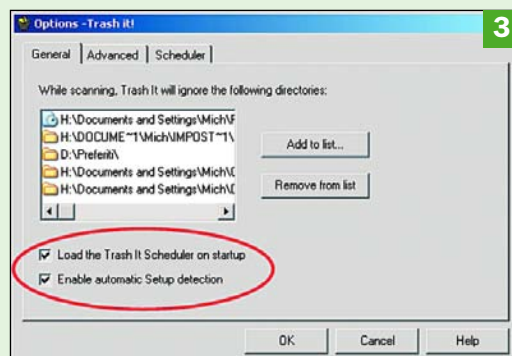 Options -Trash it!
3
General Advanced Scheduler
While scanning, Trash It will ignore the following directories:
H:\Documents and Settings\Mich\F
H:\DOCUME~1\Mich\IMPOST~1\
D:\Preferiti\
H:\Documents and Settings\Mich\D
H:\Documents and Settings\Mich\D
Add to list...
Remove from list
Load the Trash It Scheduler on startup
Enable automatic Setup detection
OK Cancel Help